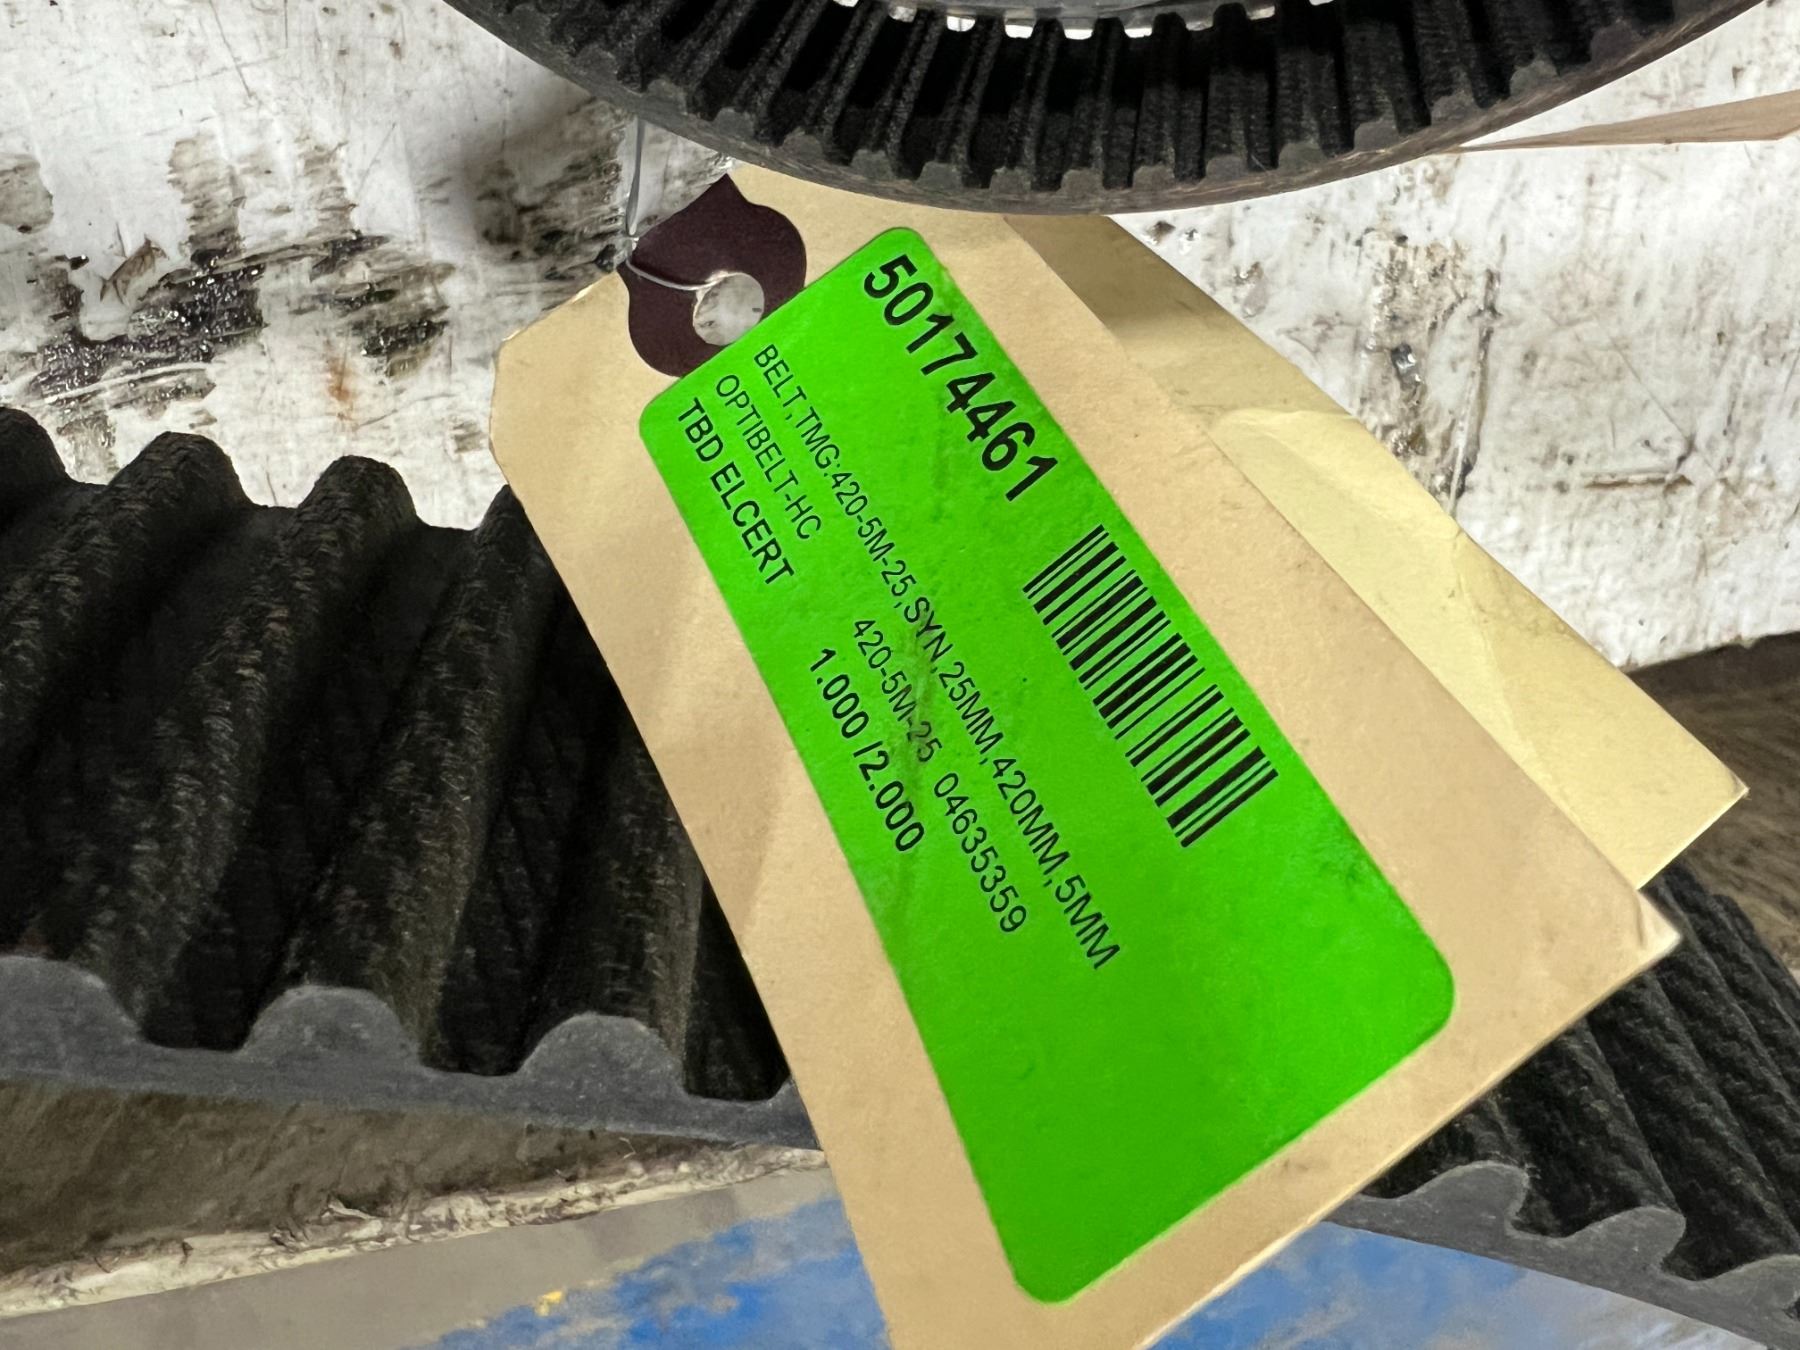 50174461
BELT,TMG:420-5M-25,SYN,25MM,420MM,5MM
OPTIBELT-HC 420-5M-25 04635359
TBD ELCERT 1.000 / 2.000